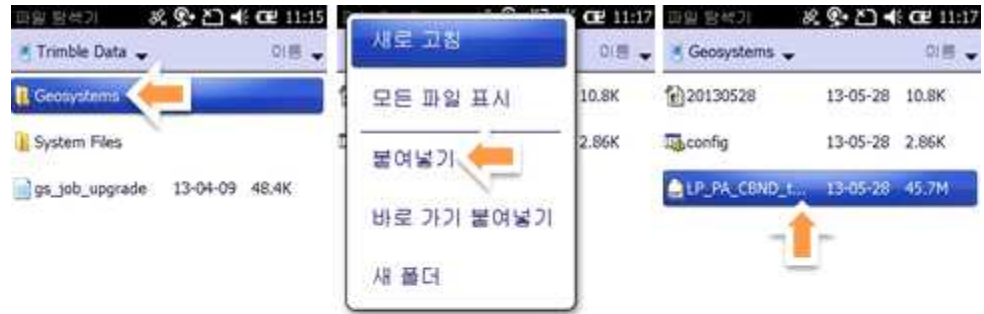 파일 탐색기 11:15
Trimble Data 이름
Geosystems
System Files
gs_job_upgrade 13-04-09 48.4K
11:17
이름
10.8K
2.86K
새로 고침
모든 파일 표시
붙여넣기
바로 가기 붙여넣기
새 폴더
파일 탐색기 11:17
Geosystems 이름
20130528 13-05-28 10.8K
config 13-05-28 2.86K
LP_PA_CBND_t... 13-05-28 45.7M